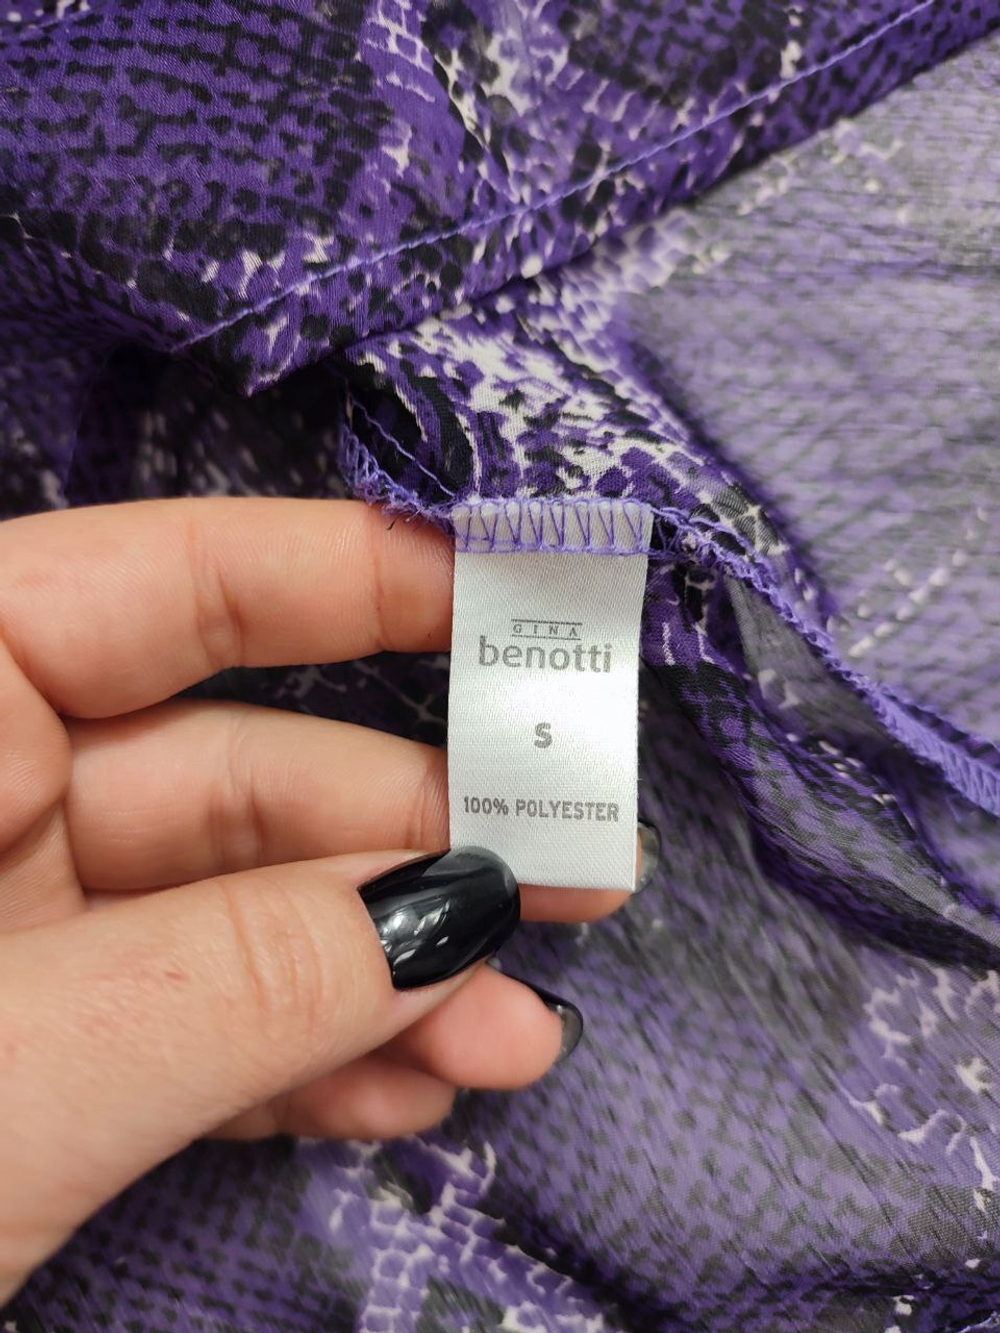 GINA
benotti
S
100% POLYESTER